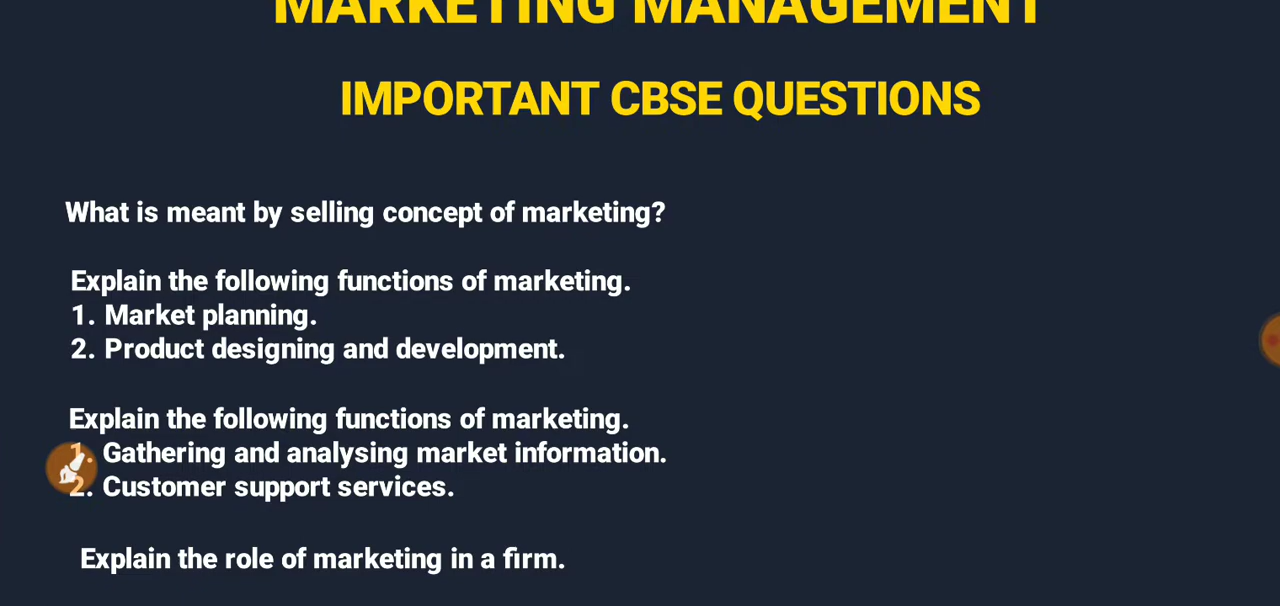 MARKETING MANAGEMENT
IMPORTANT CBSE QUESTIONS
What is meant by selling concept of marketing?
Explain the following functions of marketing.
1. Market planning.
2. Product designing and development.
Explain the following functions of marketing.
1. Gathering and analysing market information.
2. Customer support services.
Explain the role of marketing in a firm.